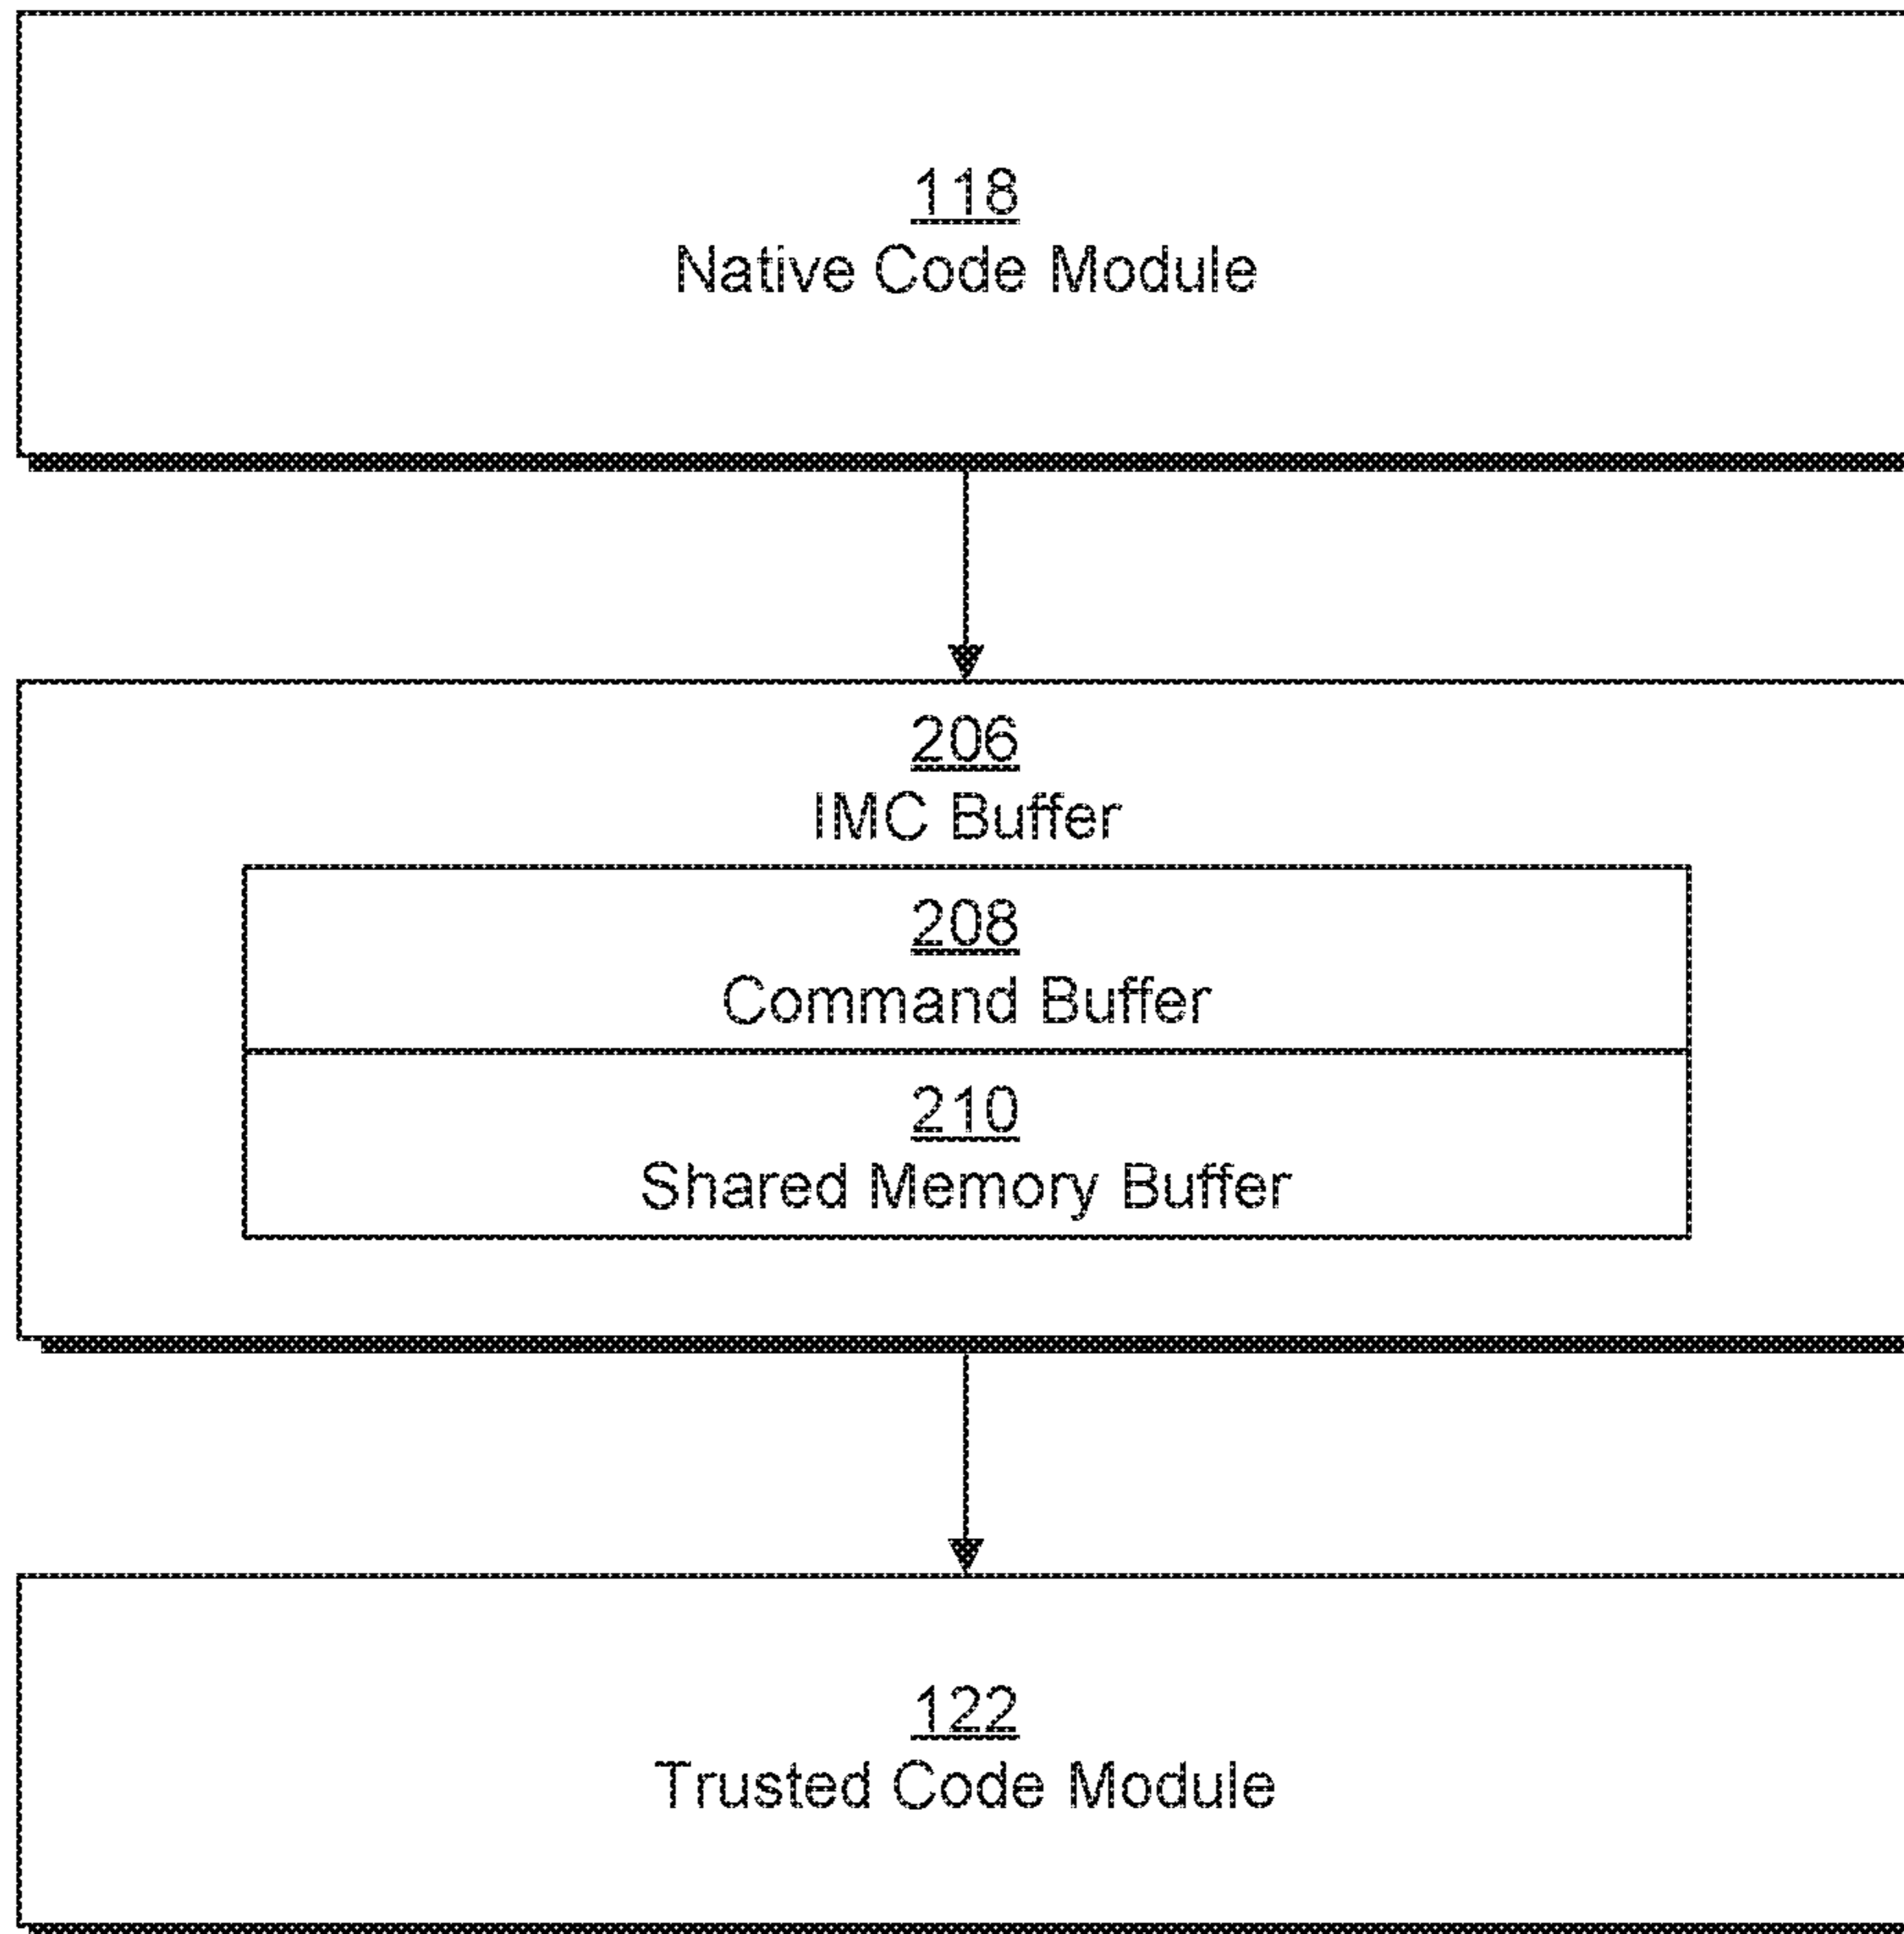 118
Native Code Module
206
IMC Buffer
208
Command Buffer
210
Shared Memory Buffer
122
Trusted Code Module